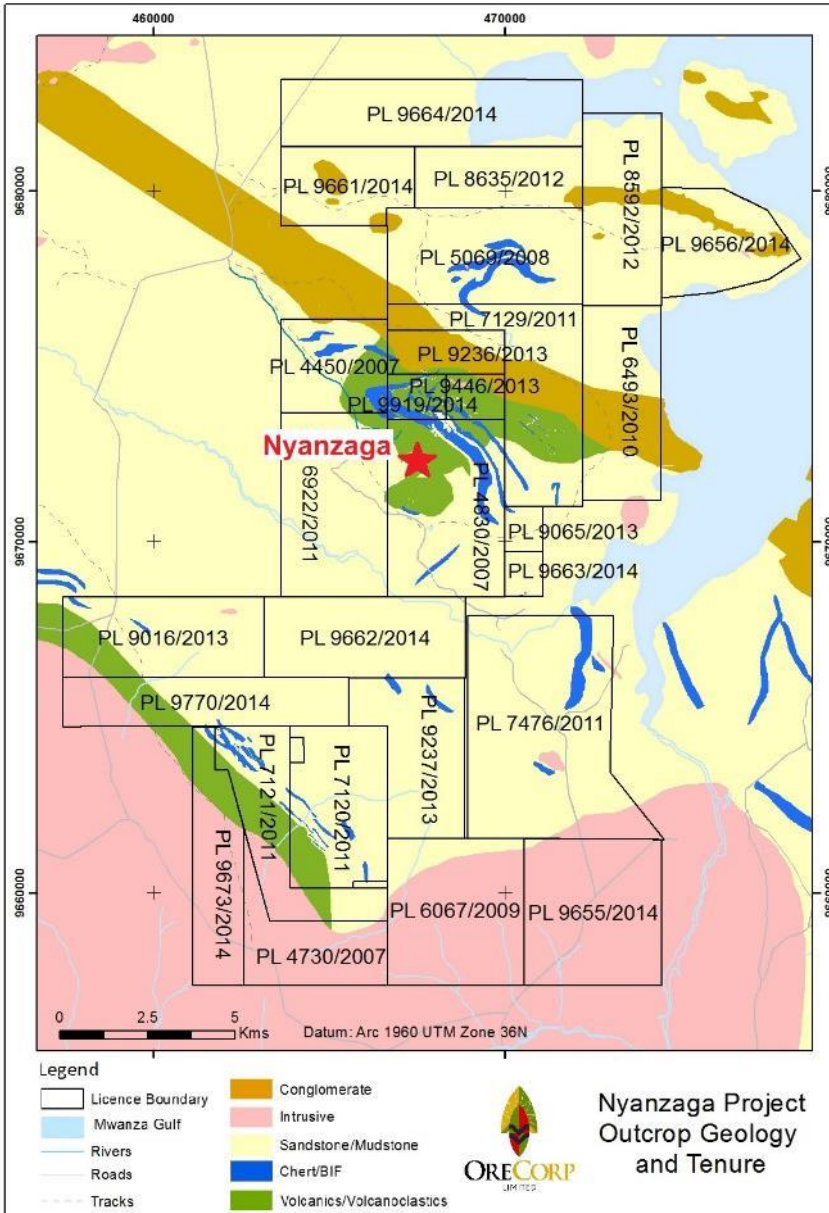 460000
470000
9680000
9680000
9670000
9670000
9660000
9660000
PL 9664/2014
PL 9661/2014
PL 8635/2012
PL 8592/2012
PL 9656/2014
PL 5069/2008
PL 7129/2011
PL 9236/2013
PL 4450/2007
PL 9446/2013
PL 9919/2014
PL 6493/2010
Nyanzaga
6922/2011
PL 4830/2007
PL 9065/2013
PL 9663/2014
PL 9016/2013
PL 9662/2014
PL 9770/2014
PL 7476/2011
PL 9237/2013
PL 7121/2011
PL 7120/2011
PL 9673/2014
PL 6067/2009
PL 9655/2014
PL 4730/2007
0 2.5 5
Kms
Datum: Arc 1960 UTM Zone 36N
Legend
Licence Boundary
Mwanza Gulf
Rivers
Roads
Tracks
Conglomerate
Intrusive
Sandstone/Mudstone
Chert/BIF
Volcanics/Volcanoclastics
ORECORP
LIMITED
Nyanzaga Project
Outcrop Geology
and Tenure